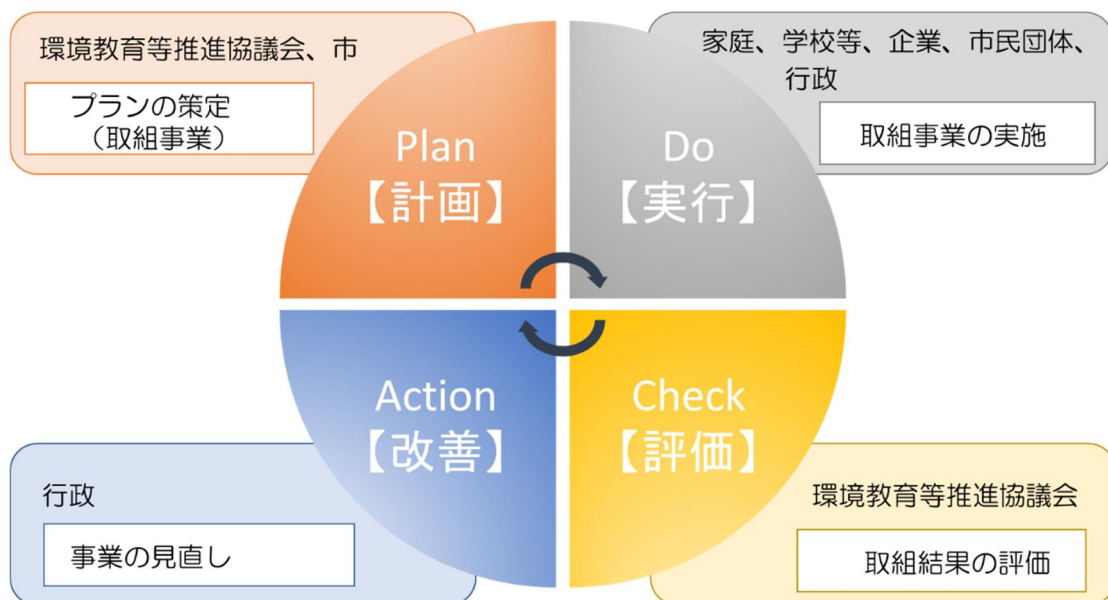 環境教育等推進協議会、市
プランの策定
（取組事業）
Plan
【計画】
家庭、学校等、企業、市民団体、
行政
取組事業の実施
Do
【実行】
Action
【改善】
行政
事業の見直し
Check
【評価】
環境教育等推進協議会
取組結果の評価